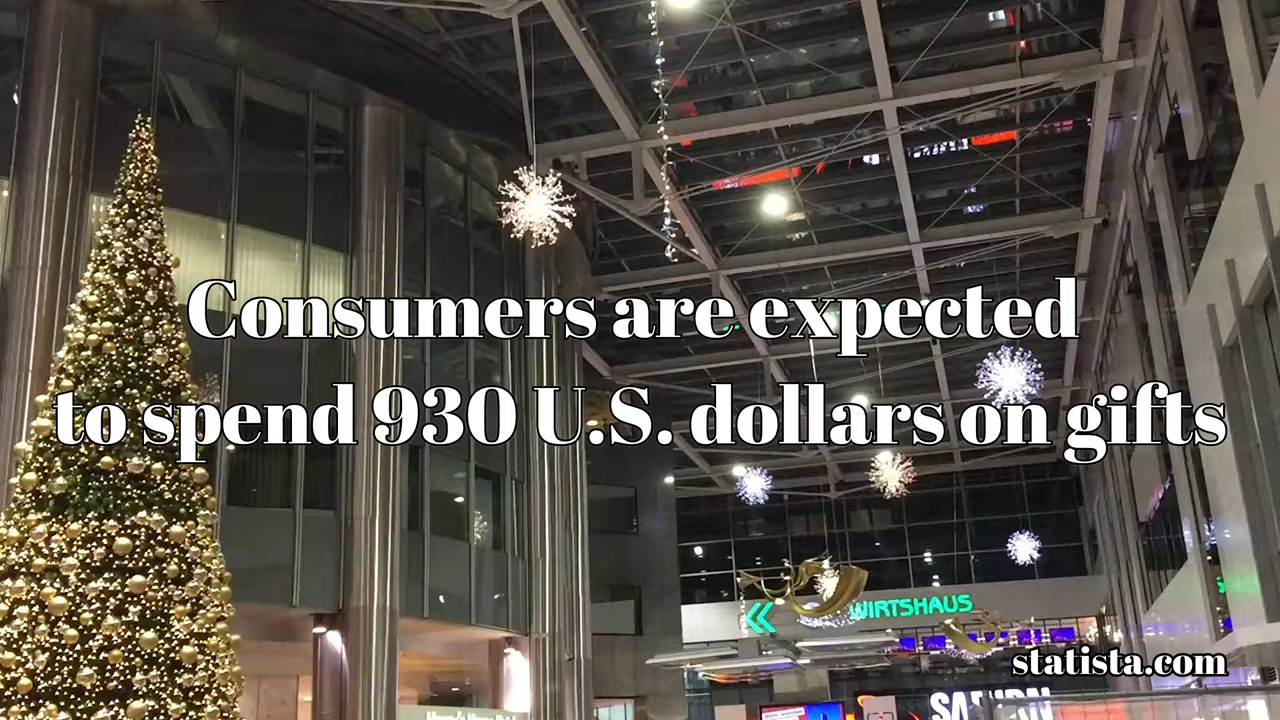 Consumers are expected
to spend 930 U.S. dollars on gifts
WIRTSHAUS
statista.com
SATURN